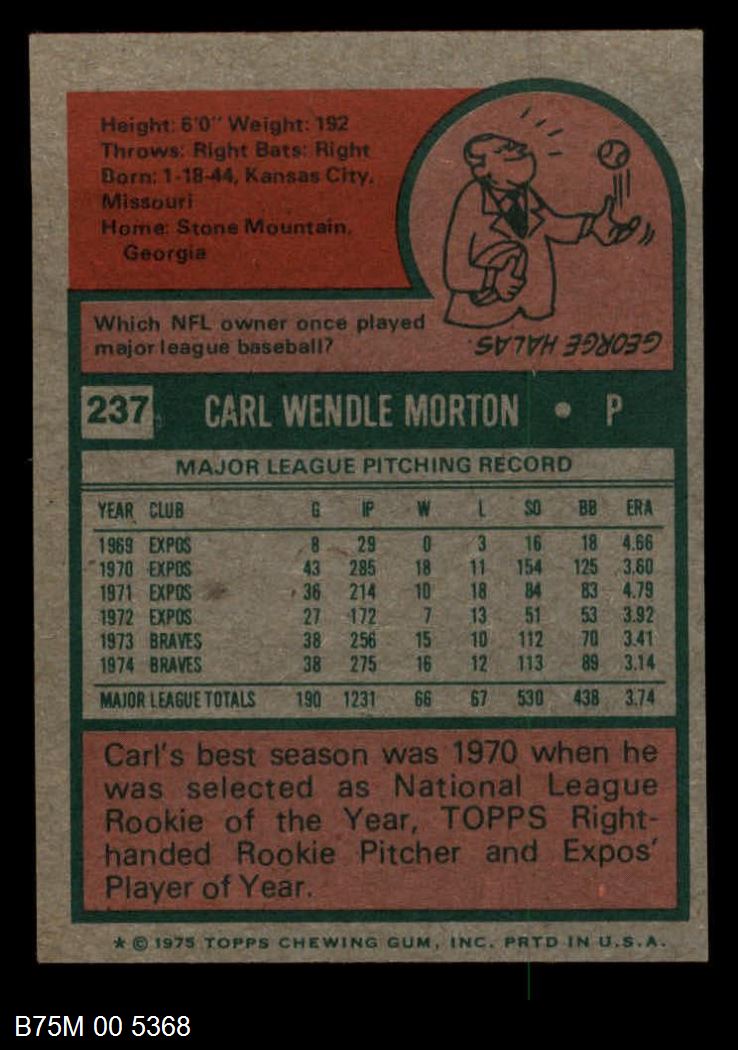 Height: 6'0" Weight: 192
Throws: Right Bats: Right
Born: 1-18-44, Kansas City,
Missouri
Home: Stone Mountain,
Georgia
Which NFL owner once played
major league baseball?
GEORGE HALAS.
237 CARL WENDLE MORTON • P
MAJOR LEAGUE PITCHING RECORD
YEAR CLUB G IP W L SO BB ERA
1969 EXPOS 8 29 0 3 16 18 4.66
1970 EXPOS 43 285 18 11 154 125 3.60
1971 EXPOS 36 214 10 18 84 83 4.79
1972 EXPOS 27 172 7 13 51 53 3.92
1973 BRAVES 38 256 15 10 112 70 3.41
1974 BRAVES 38 275 16 12 113 89 3.14
MAJOR LEAGUE TOTALS 190 1231 66 67 530 438 3.74
Carl's best season was 1970 when he
was selected as National League
Rookie of the Year, TOPPS Right-
handed Rookie Pitcher and Expos'
Player of Year.
* © 1975 TOPPS CHEWING GUM, INC. PRTD IN U.S.A.
B75M 00 5368